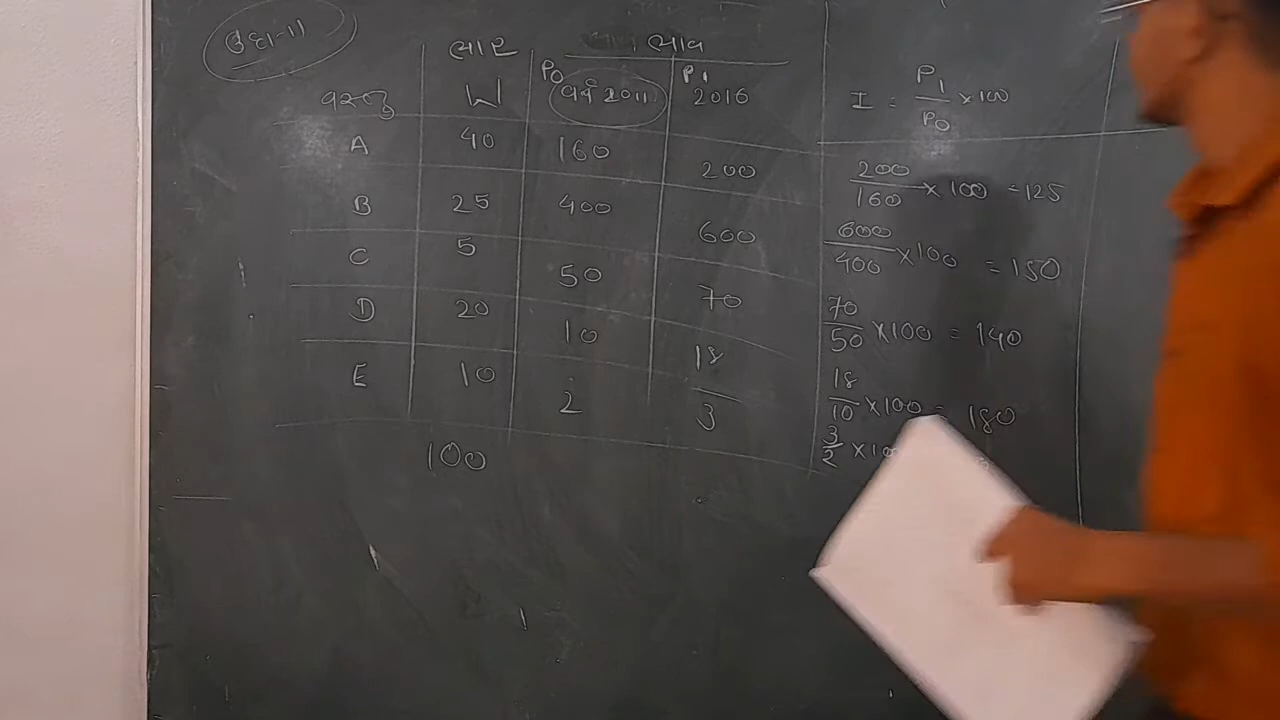 ઉદા-11
ભાર ભાવ
વસ્તુ W P0 વર્ષ 2011 P1 2016 I = P1/P0 × 100
A 40 160 200 200/160 × 100 = 125
B 25 400 600 600/400 × 100 = 150
C 5 50 70 70/50 × 100 = 140
D 20 10 18 18/10 × 100 = 180
E 10 2 3 3/2 × 10
100